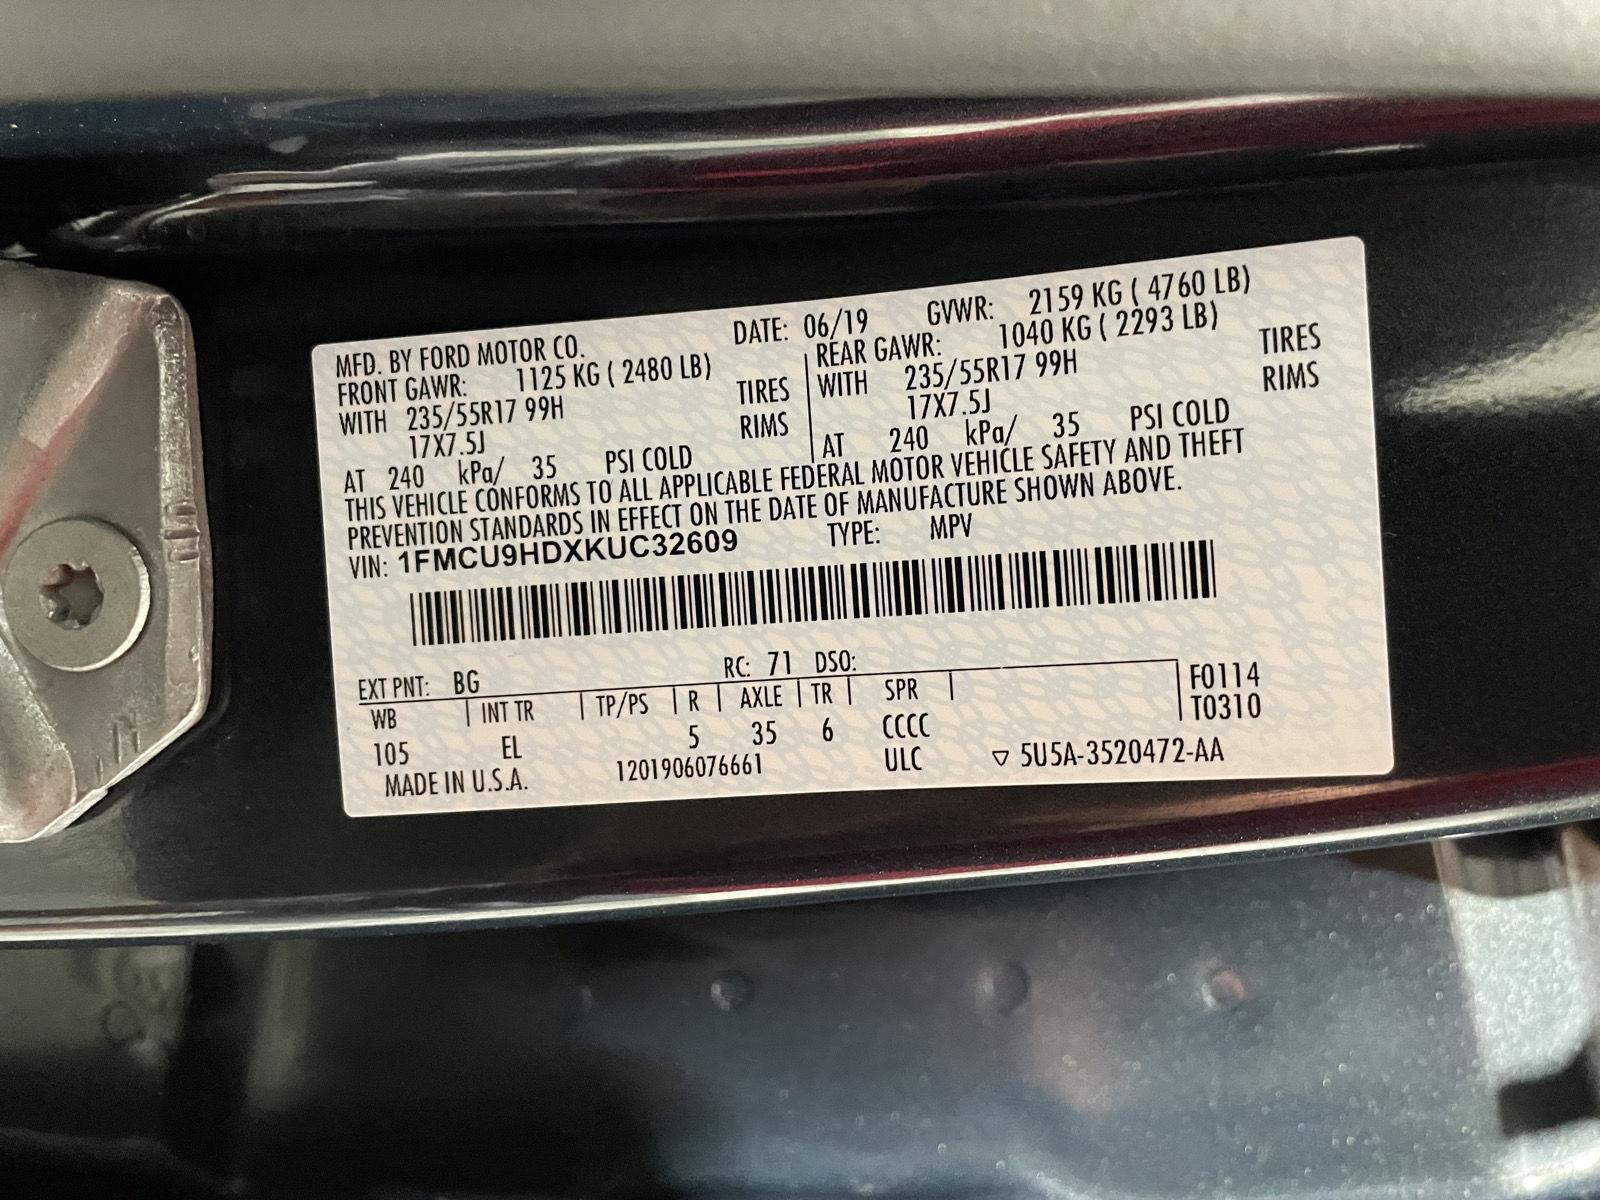 MFD. BY FORD MOTOR CO. DATE: 06/19 GVWR: 2159 KG ( 4760 LB)
FRONT GAWR: 1125 KG ( 2480 LB) REAR GAWR: 1040 KG ( 2293 LB)
WITH 235/55R17 99H TIRES WITH 235/55R17 99H TIRES
17X7.5J RIMS 17X7.5J RIMS
AT 240 kPa/ 35 PSI COLD AT 240 kPa/ 35 PSI COLD
THIS VEHICLE CONFORMS TO ALL APPLICABLE FEDERAL MOTOR VEHICLE SAFETY AND THEFT
PREVENTION STANDARDS IN EFFECT ON THE DATE OF MANUFACTURE SHOWN ABOVE.
VIN: 1FMCU9HDXKUC32609 TYPE: MPV
EXT PNT: BG RC: 71 DSO:
WB INT TR TP/PS R AXLE TR SPR F0114
T0310
105 EL 5 35 6 CCCC
MADE IN U.S.A. 1201906076661 ULC ▽ 5U5A-3520472-AA